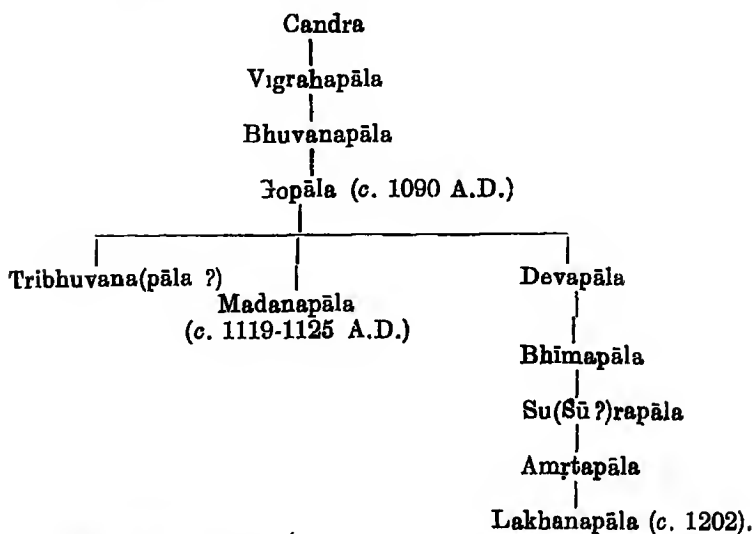 Candra
Vigrahapāla
Bhuvanapāla
Gopāla (c. 1090 A.D.)
Tribhuvana(pāla ?)
Madanapāla
(c. 1119-1125 A.D.)
Devapāla
Bhīmapāla
Su(Sū ?)rapāla
Amṛtapāla
Lakhanapāla (c. 1202).